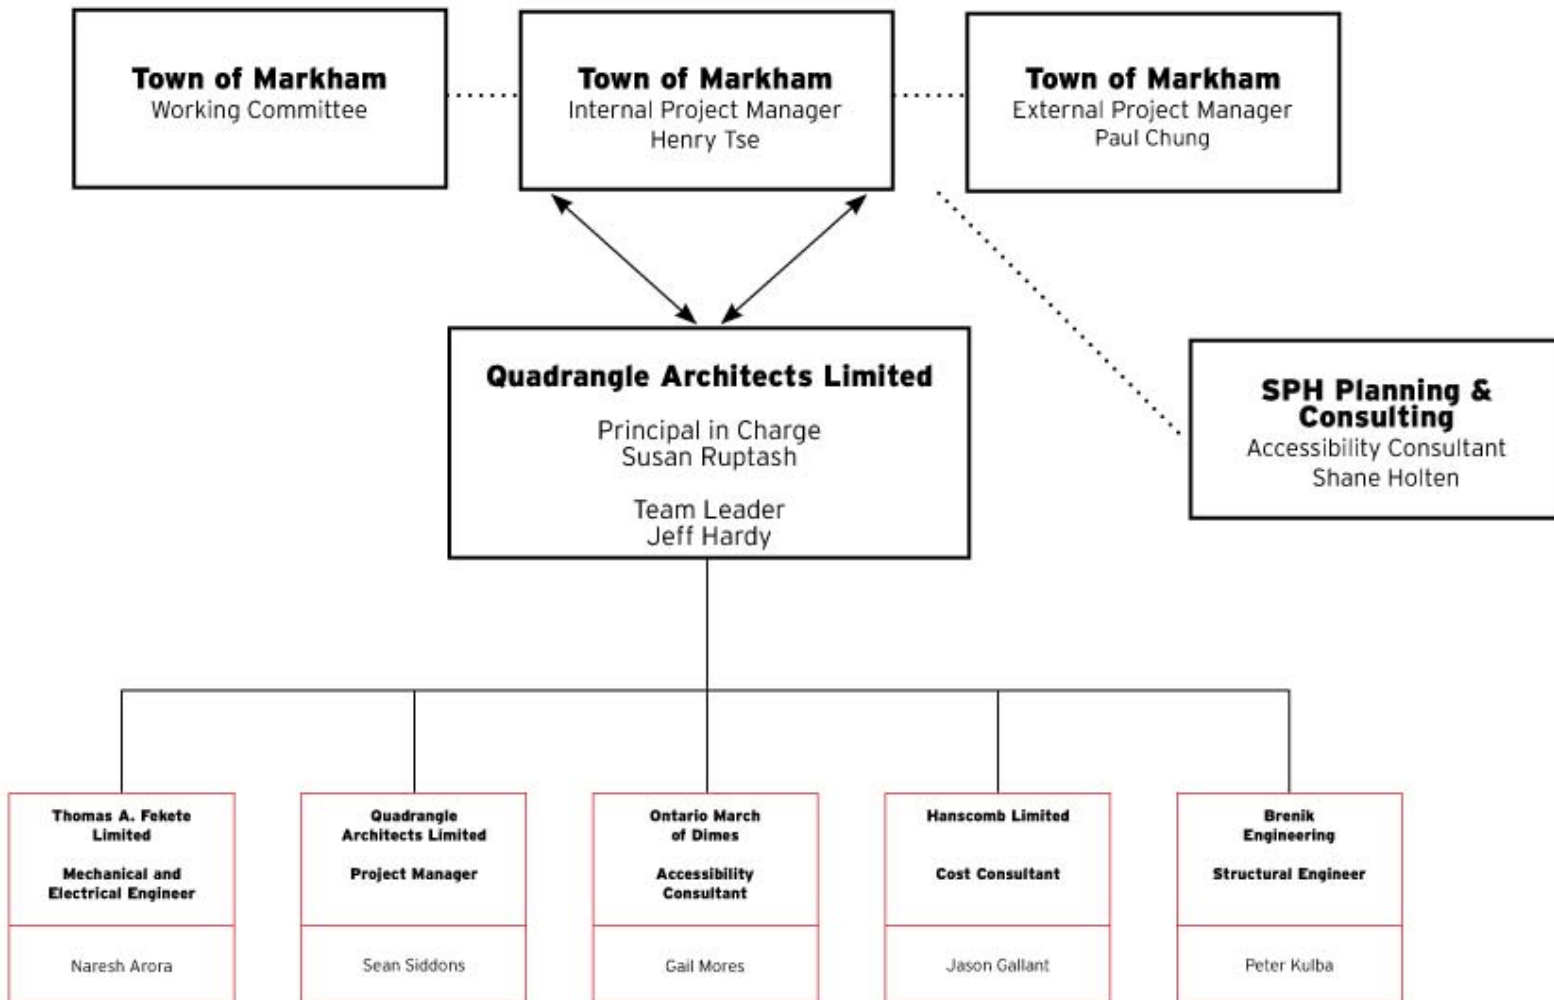 Town of Markham
Working Committee
Town of Markham
Internal Project Manager
Henry Tse
Town of Markham
External Project Manager
Paul Chung
Quadrangle Architects Limited
Principal in Charge
Susan Ruptash
Team Leader
Jeff Hardy
SPH Planning &
Consulting
Accessibility Consultant
Shane Holten
Thomas A. Fekete
Limited
Mechanical and
Electrical Engineer
Naresh Arora
Quadrangle
Architects Limited
Project Manager
Sean Siddons
Ontario March
of Dimes
Accessibility
Consultant
Gail Mores
Hanscomb Limited
Cost Consultant
Jason Gallant
Brenik
Engineering
Structural Engineer
Peter Kulba